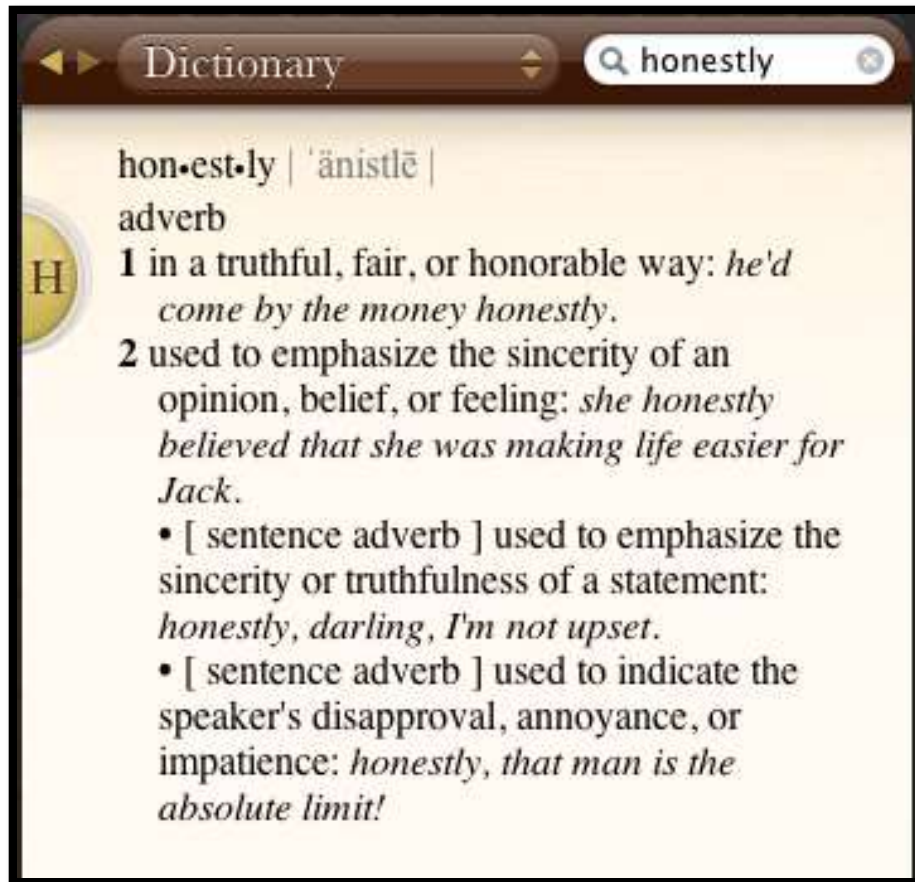 Dictionary
honestly
hon•est•ly | ˈänistlē |
adverb
H
1 in a truthful, fair, or honorable way: he'd
come by the money honestly.
2 used to emphasize the sincerity of an
opinion, belief, or feeling: she honestly
believed that she was making life easier for
Jack.
• [ sentence adverb ] used to emphasize the
sincerity or truthfulness of a statement:
honestly, darling, I'm not upset.
• [ sentence adverb ] used to indicate the
speaker's disapproval, annoyance, or
impatience: honestly, that man is the
absolute limit!